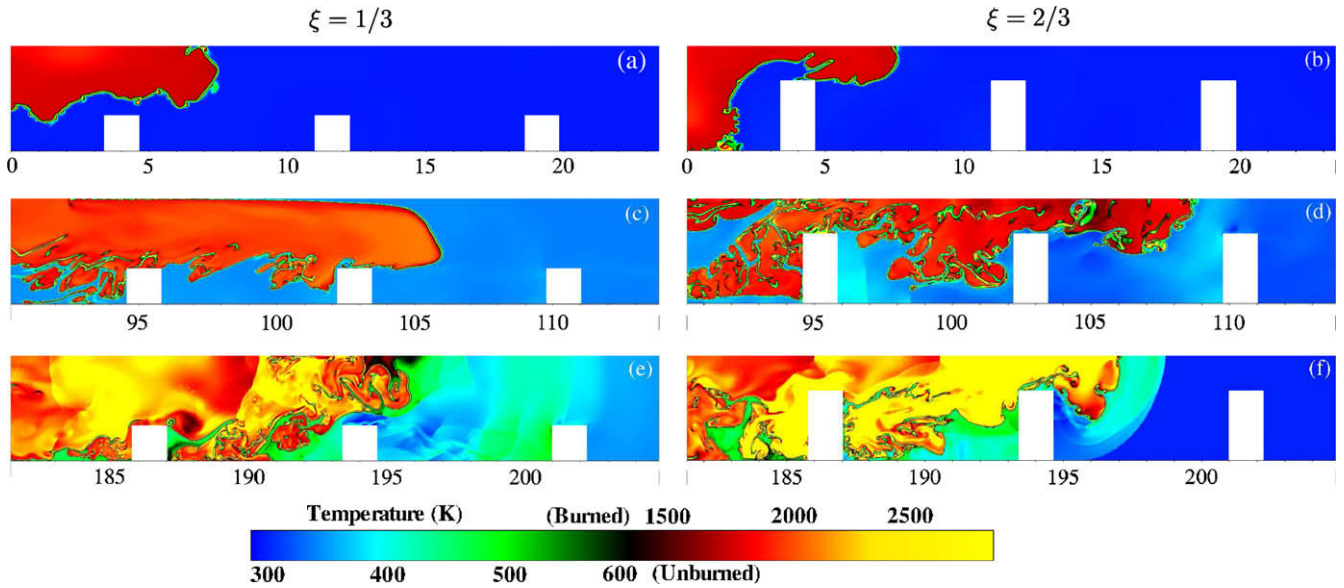 ξ = 1/3
ξ = 2/3
(a)
(b)
0 5 10 15 20
0 5 10 15 20
(c)
(d)
95 100 105 110
95 100 105 110
(e)
(f)
185 190 195 200
185 190 195 200
Temperature (K) (Burned) 1500 2000 2500
300 400 500 600 (Unburned)